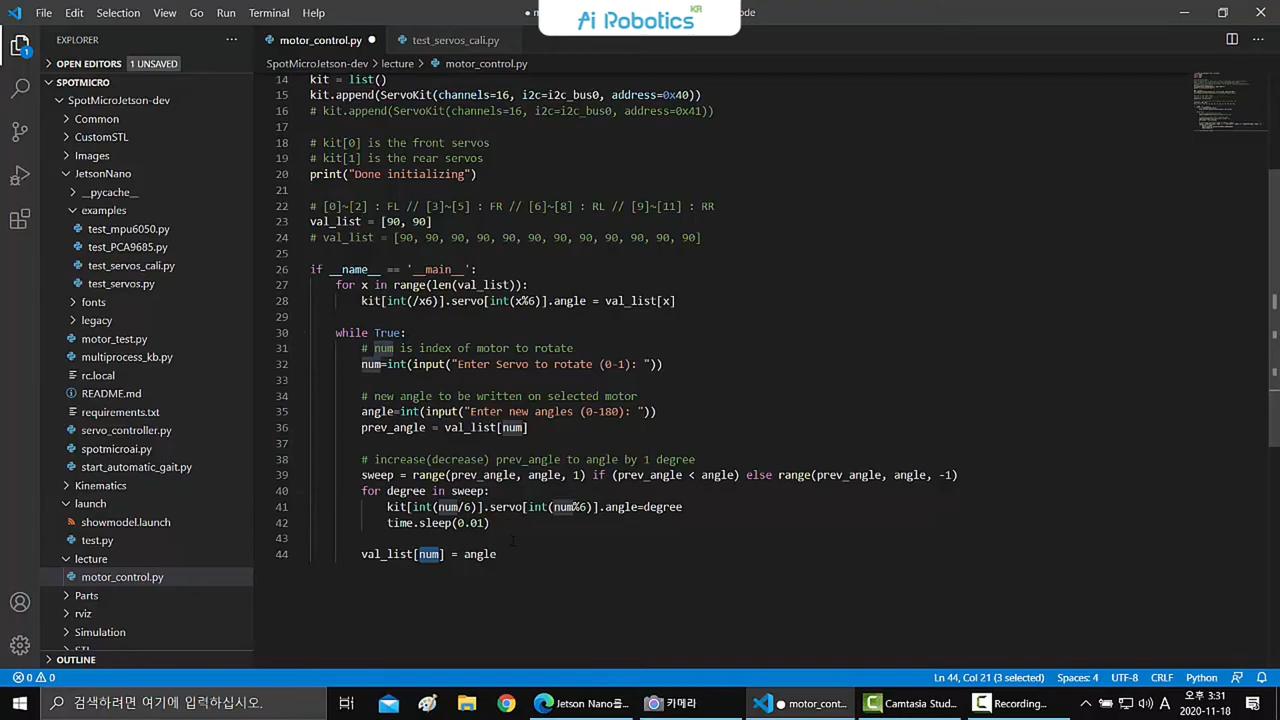 File Edit Selection View Go Run Terminal Help
KR
Ai Robotics
EXPLORER
motor_control.py
test_servos_cali.py
OPEN EDITORS 1 UNSAVED
SpotMicroJetson-dev > lecture > motor_control.py
SPOTMICRO
SpotMicroJetson-dev
Common
CustomSTL
Images
JetsonNano
__pycache__
examples
test_mpu6050.py
test_PCA9685.py
test_servos_cali.py
test_servos.py
fonts
legacy
motor_test.py
multiprocess_kb.py
rc.local
README.md
requirements.txt
servo_controller.py
spotmicroai.py
start_automatic_gait.py
Kinematics
launch
showmodel.launch
test.py
lecture
motor_control.py
Parts
rviz
Simulation
OUTLINE
14 kit = list()
15 kit.append(ServoKit(channels=16, i2c=i2c_bus0, address=0x40))
16 # kit.append(ServoKit(channels=16, i2c=i2c_bus0, address=0x41))
17
18 # kit[0] is the front servos
19 # kit[1] is the rear servos
20 print("Done initializing")
21
22 # [0]~[2] : FL // [3]~[5] : FR // [6]~[8] : RL // [9]~[11] : RR
23 val_list = [90, 90]
24 # val_list = [90, 90, 90, 90, 90, 90, 90, 90, 90, 90, 90, 90]
25
26 if __name__ == '__main__':
27 for x in range(len(val_list)):
28 kit[int(/x6)].servo[int(x%6)].angle = val_list[x]
29
30 while True:
31 # num is index of motor to rotate
32 num=int(input("Enter Servo to rotate (0-1): "))
33
34 # new angle to be written on selected motor
35 angle=int(input("Enter new angles (0-180): "))
36 prev_angle = val_list[num]
37
38 # increase(decrease) prev_angle to angle by 1 degree
39 sweep = range(prev_angle, angle, 1) if (prev_angle < angle) else range(prev_angle, angle, -1)
40 for degree in sweep:
41 kit[int(num/6)].servo[int(num%6)].angle=degree
42 time.sleep(0.01)
43
44 val_list[num] = angle
0 0
Ln 44, Col 21 (3 selected) Spaces: 4 UTF-8 CRLF Python
검색하려면 여기에 입력하십시오.
Jetson Nano를...
카메라
motor_cont...
Camtasia Stud...
Recording...
A
오후 3:31
2020-11-18